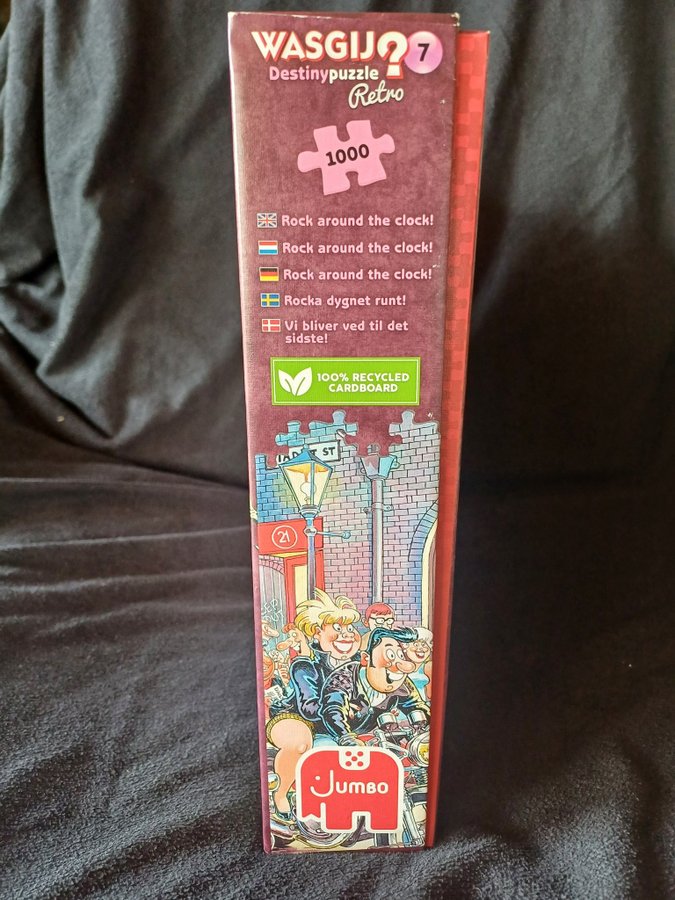 WASGIJ? 7
Destinypuzzle
Retro
1000
Rock around the clock!
Rock around the clock!
Rock around the clock!
Rocka dygnet runt!
Vi bliver ved til det
sidste!
100% RECYCLED
CARDBOARD
ST
21
Jumbo